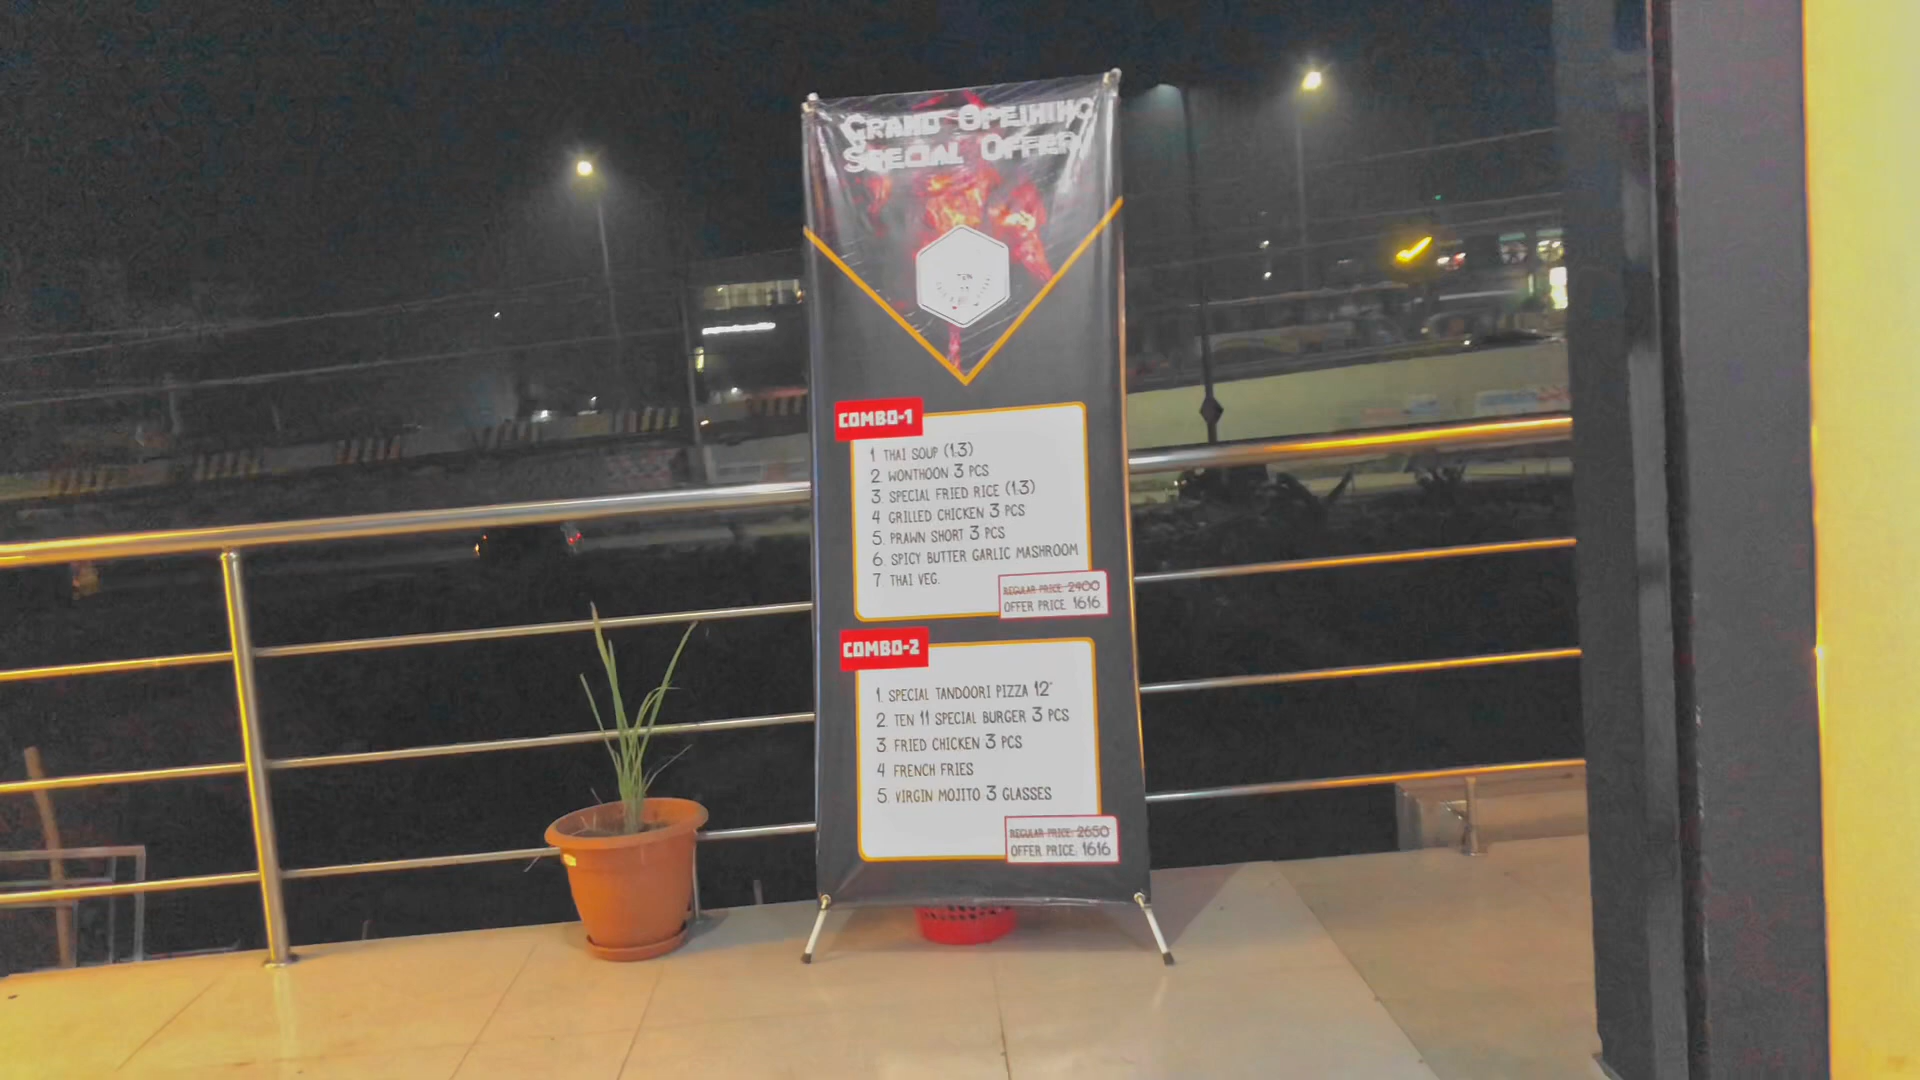 GRAND OPENING
SPECIAL OFFER
TEN
11
COMBO-1
1 THAI SOUP (1:3)
2. WONTHOON 3 PCS
3. SPECIAL FRIED RICE (1:3)
4 GRILLED CHICKEN 3 PCS
5. PRAWN SHORT 3 PCS
6. SPICY BUTTER GARLIC MASHROOM
7 THAI VEG.
REGULAR PRICE: 2400
OFFER PRICE: 1616
COMBO-2
1. SPECIAL TANDOORI PIZZA 12"
2. TEN 11 SPECIAL BURGER 3 PCS
3 FRIED CHICKEN 3 PCS
4 FRENCH FRIES
5. VIRGIN MOJITO 3 GLASSES
REGULAR PRICE: 2650
OFFER PRICE: 1616